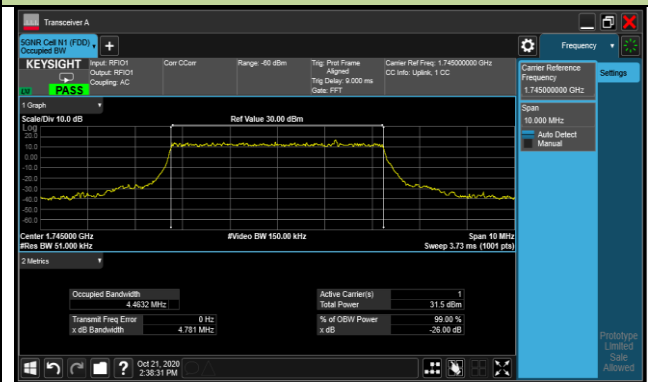 Transceiver A
5GNR Cell N1 (FDD)
Occupied BW
Frequency
KEYSIGHT
Input: RFIO1
Output: RFIO1
Coupling: AC
Corr CCorr
Range: -60 dBm
Trig: Prot Frame
Aligned
Trig Delay: 9.000 ms
Gate: FFT
Carrier Ref Freq: 1.745000000 GHz
CC Info: Uplink, 1 CC
PASS
Carrier Reference
Frequency
1.745000000 GHz
Settings
Span
10.000 MHz
Auto Detect
Manual
1 Graph
Scale/Div 10.0 dB
Ref Value 30.00 dBm
Log
20.0
10.0
0.00
-10.0
-20.0
-30.0
-40.0
-50.0
-60.0
Center 1.745000 GHz
#Video BW 150.00 kHz
Span 10 MHz
#Res BW 51.000 kHz
Sweep 3.73 ms (1001 pts)
2 Metrics
Occupied Bandwidth
4.4632 MHz
Active Carrier(s)
1
Total Power
31.5 dBm
Transmit Freq Error
0 Hz
x dB Bandwidth
4.781 MHz
% of OBW Power
99.00 %
x dB
-26.00 dB
Prototype
Limited
Sale
Allowed
?
Oct 21, 2020
2:38:31 PM